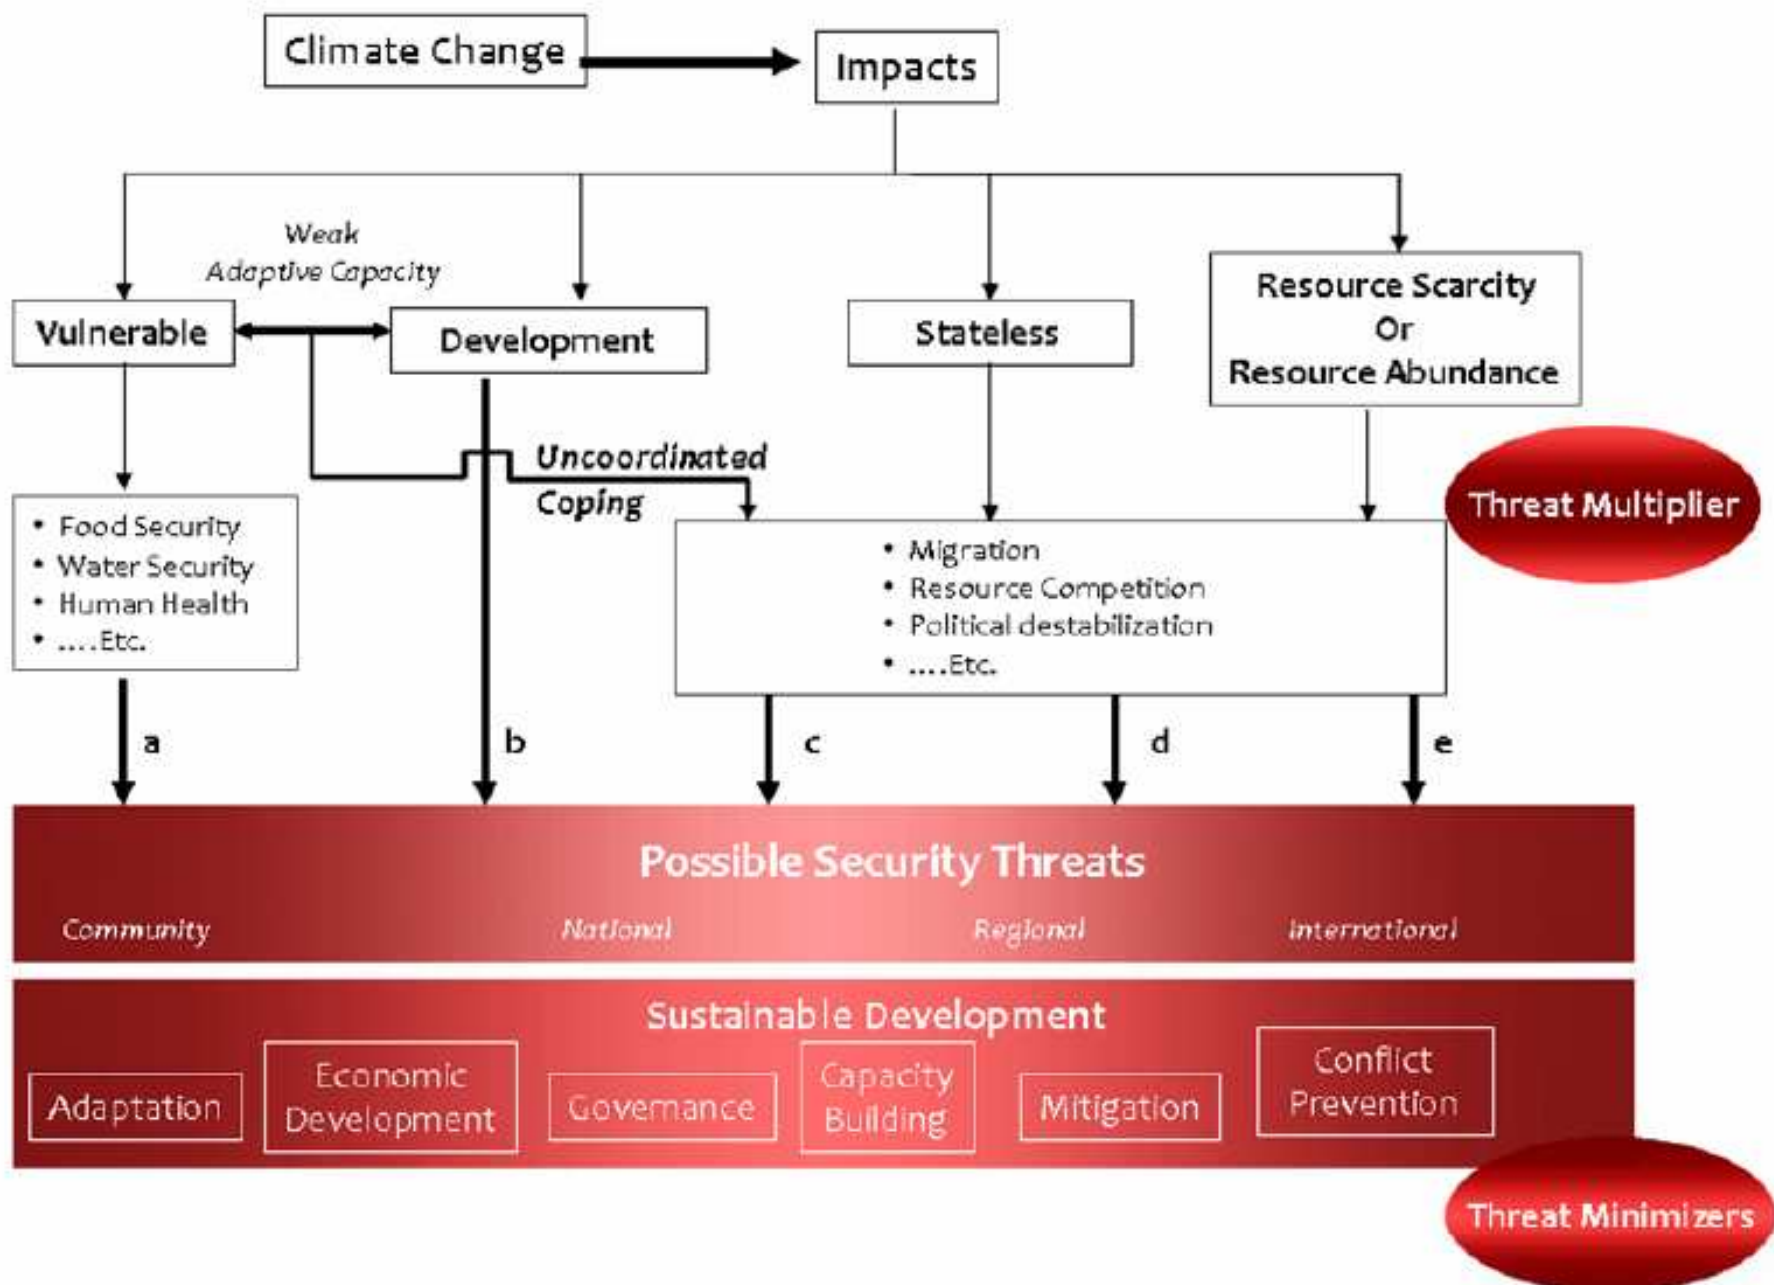 Climate Change
Impacts
Weak
Adaptive Capacity
Vulnerable
Development
Stateless
Resource Scarcity
Or
Resource Abundance
Uncoordinated
Coping
Threat Multiplier
• Food Security
• Water Security
• Human Health
• ....Etc.
• Migration
• Resource Competition
• Political destabilization
• ....Etc.
a
b
c
d
e
Possible Security Threats
Community
National
Regional
International
Sustainable Development
Adaptation
Economic
Development
Governance
Capacity
Building
Mitigation
Conflict
Prevention
Threat Minimizers